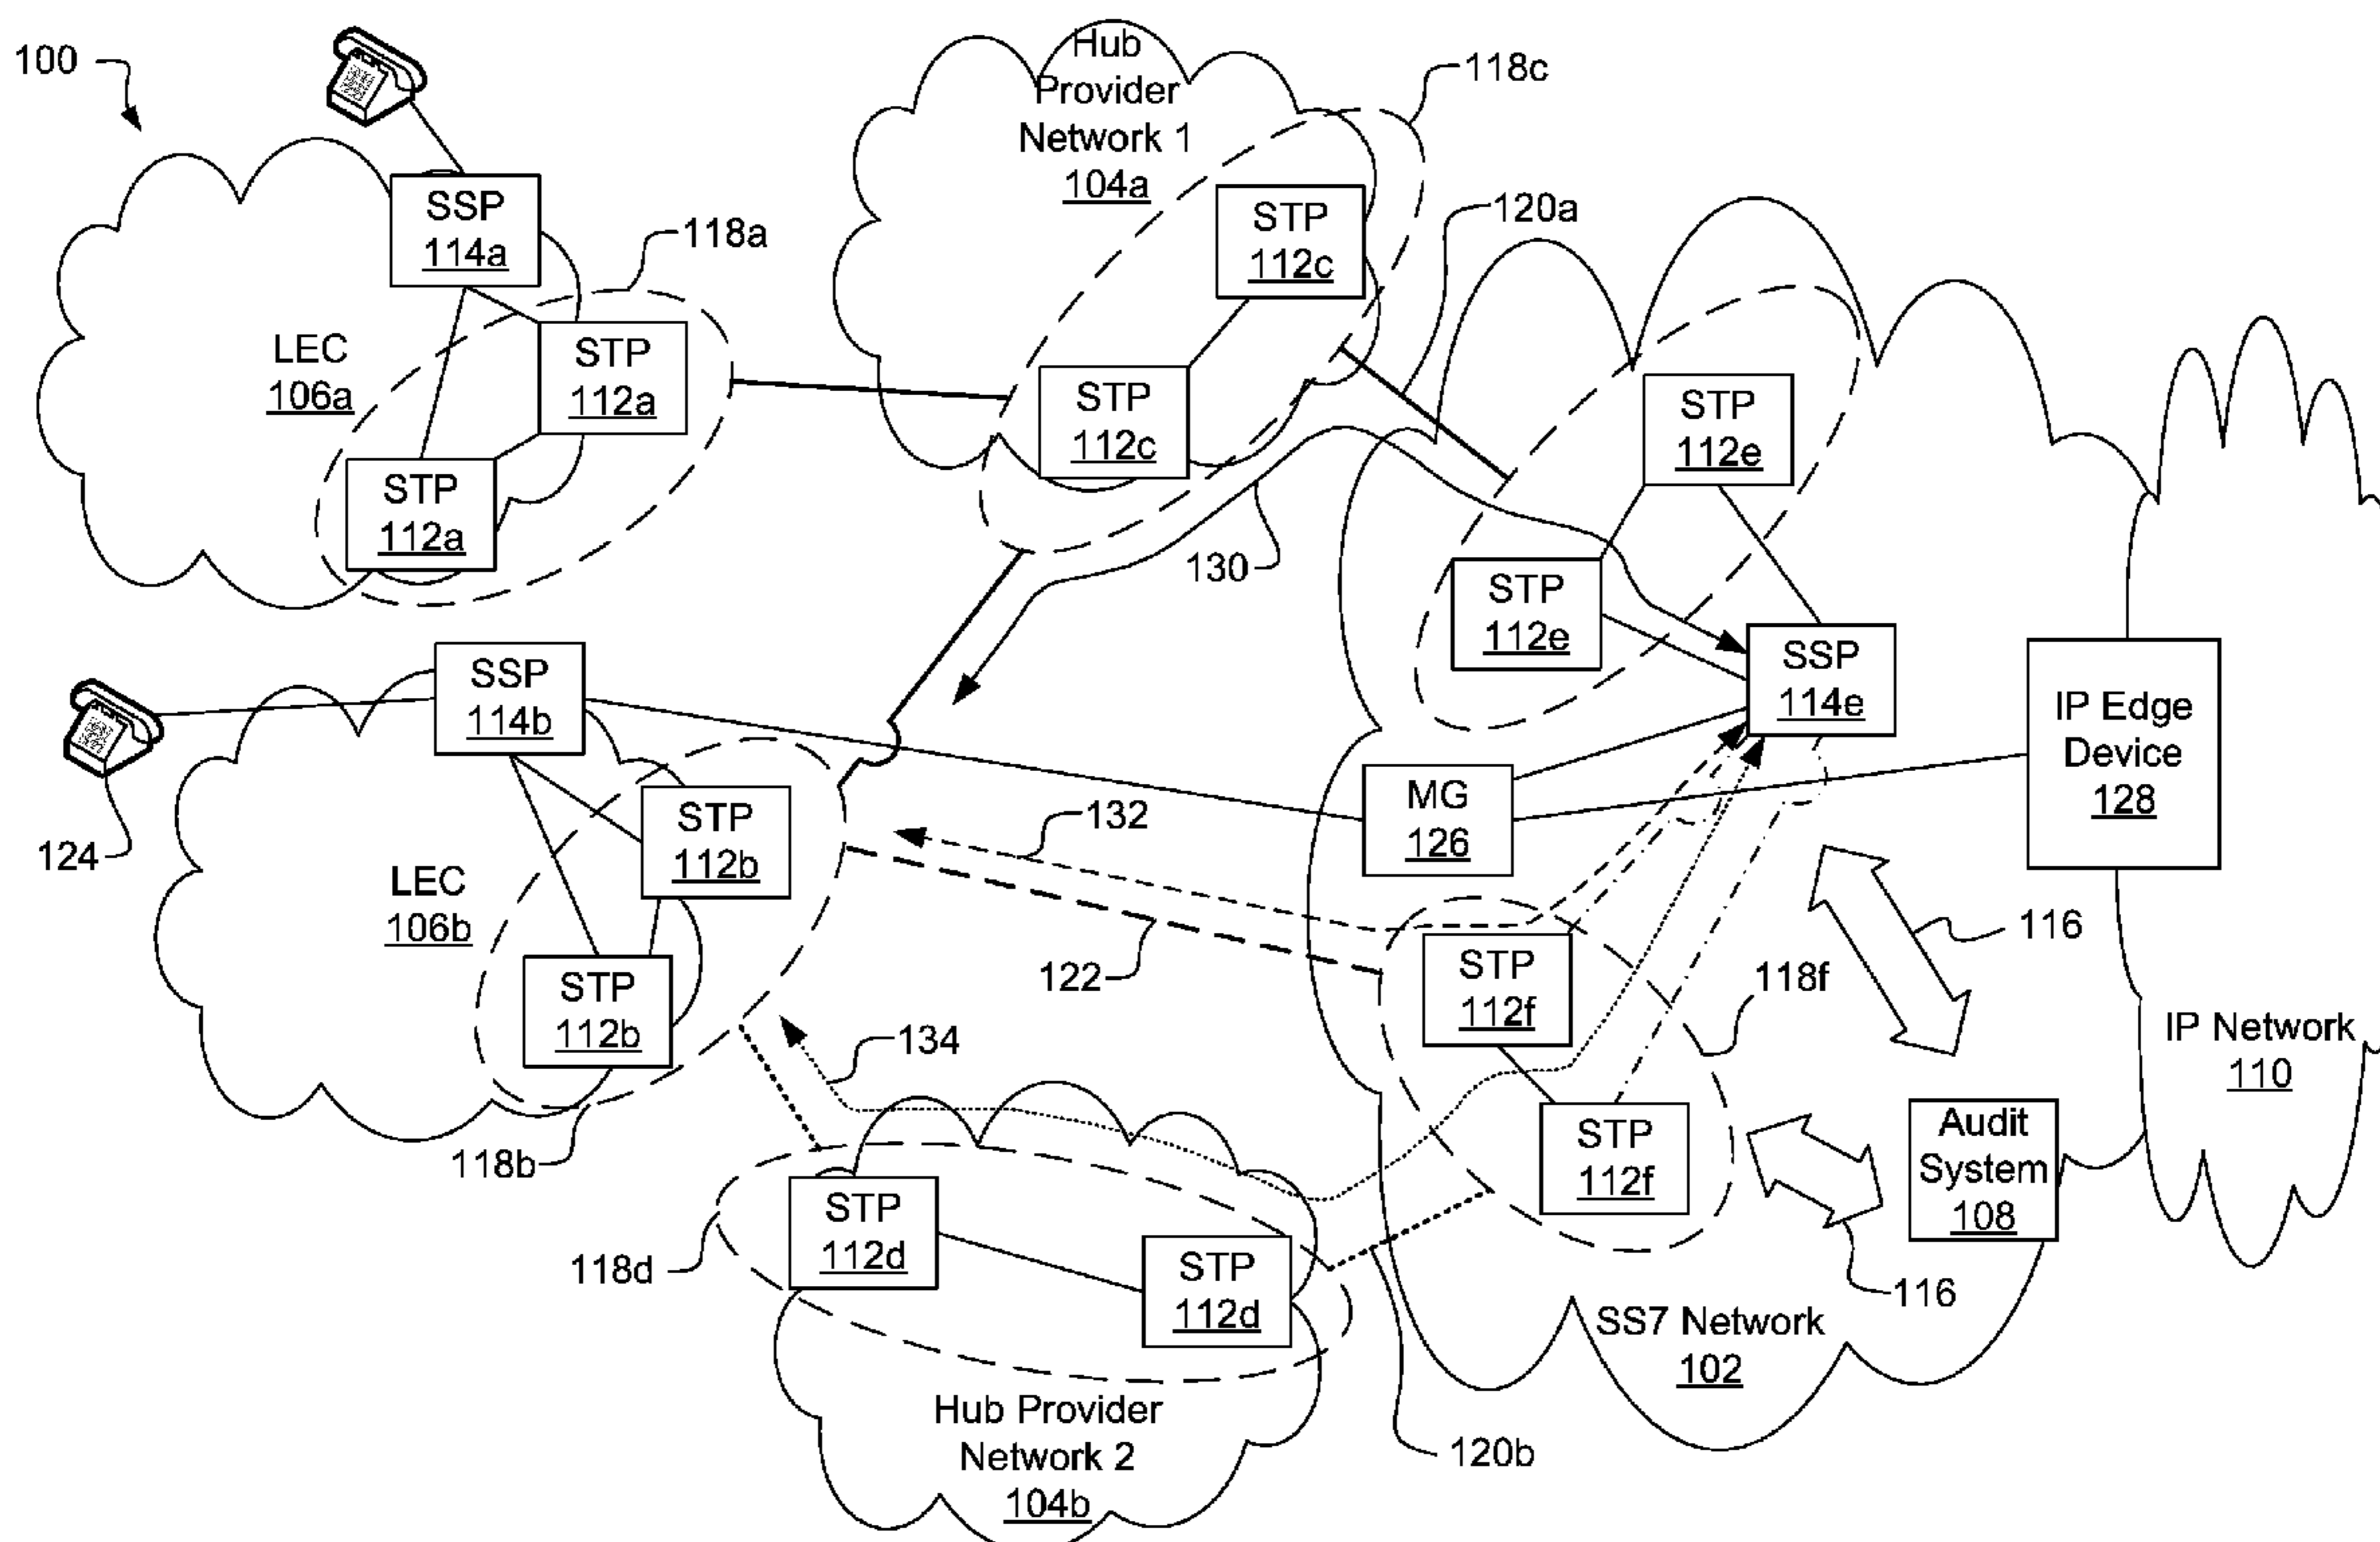 100
Hub
Provider
Network 1
104a
118c
SSP
114a
118a
STP
112c
120a
LEC
106a
STP
112a
STP
112c
STP
112e
STP
112a
130
STP
112e
SSP
114b
SSP
114e
IP Edge
Device
128
124
STP
112b
132
MG
126
LEC
106b
122
116
STP
112b
134
STP
112f
118f
IP Network
110
118b
STP
112f
Audit
System
108
118d
STP
112d
STP
112d
116
SS7 Network
102
Hub Provider
Network 2
104b
120b